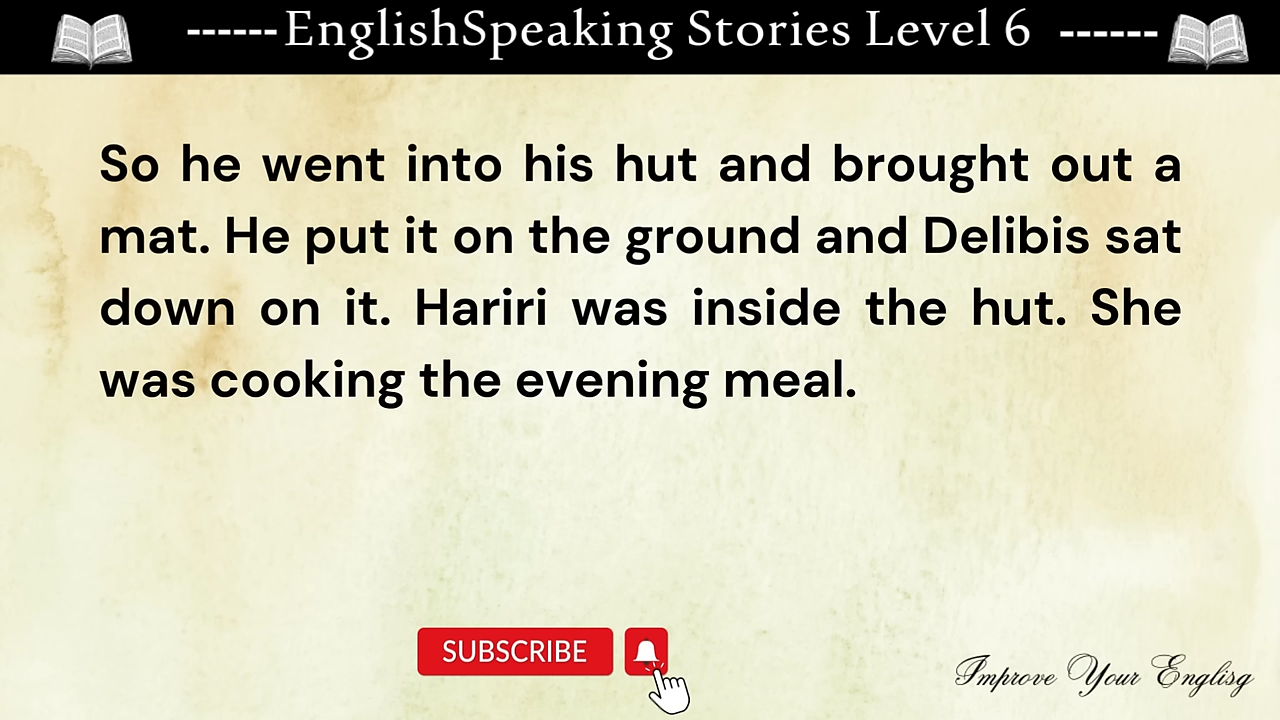 ------EnglishSpeaking Stories Level 6 ------
So he went into his hut and brought out a
mat. He put it on the ground and Delibis sat
down on it. Hariri was inside the hut. She
was cooking the evening meal.
SUBSCRIBE
Improve Your Englisg